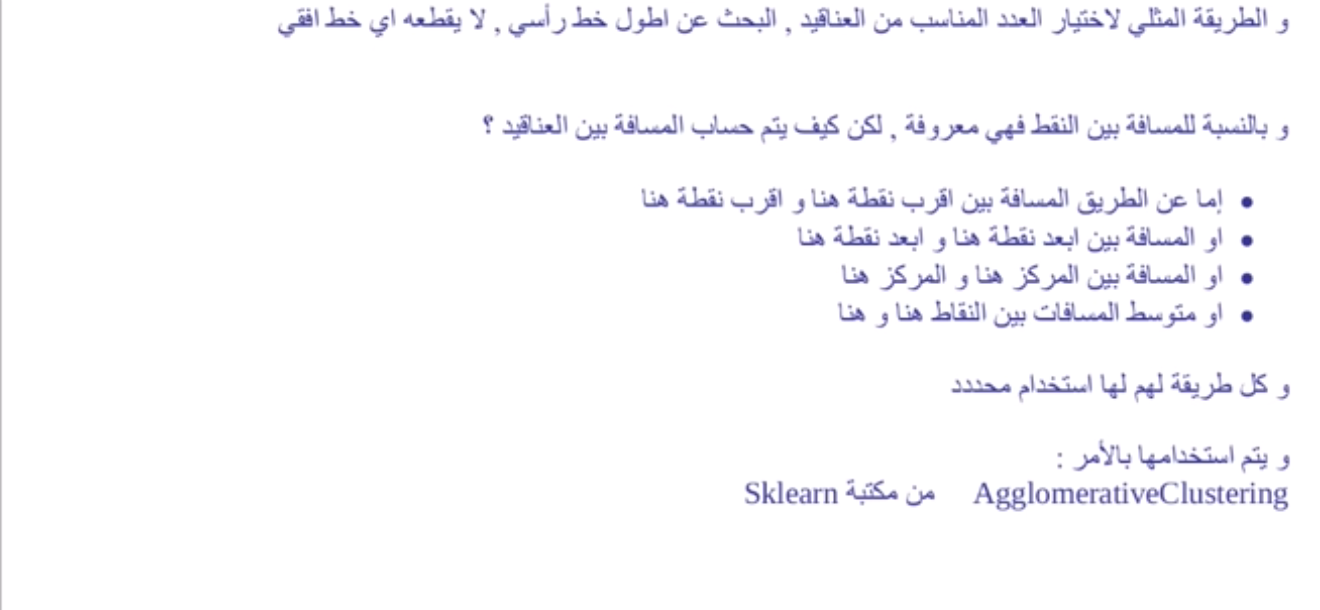 و الطريقة المثلي لاختيار العدد المناسب من العناقيد , البحث عن اطول خط رأسي , لا يقطعه اي خط افقي
و بالنسبة للمسافة بين النقط فهي معروفة , لكن كيف يتم حساب المسافة بين العناقيد ؟
• إما عن الطريق المسافة بين اقرب نقطة هنا و اقرب نقطة هنا
• او المسافة بين ابعد نقطة هنا و ابعد نقطة هنا
• او المسافة بين المركز هنا و المركز هنا
• او متوسط المسافات بين النقاط هنا و هنا
و كل طريقة لهم لها استخدام محددد
و يتم استخدامها بالأمر :
AgglomerativeClustering من مكتبة Sklearn